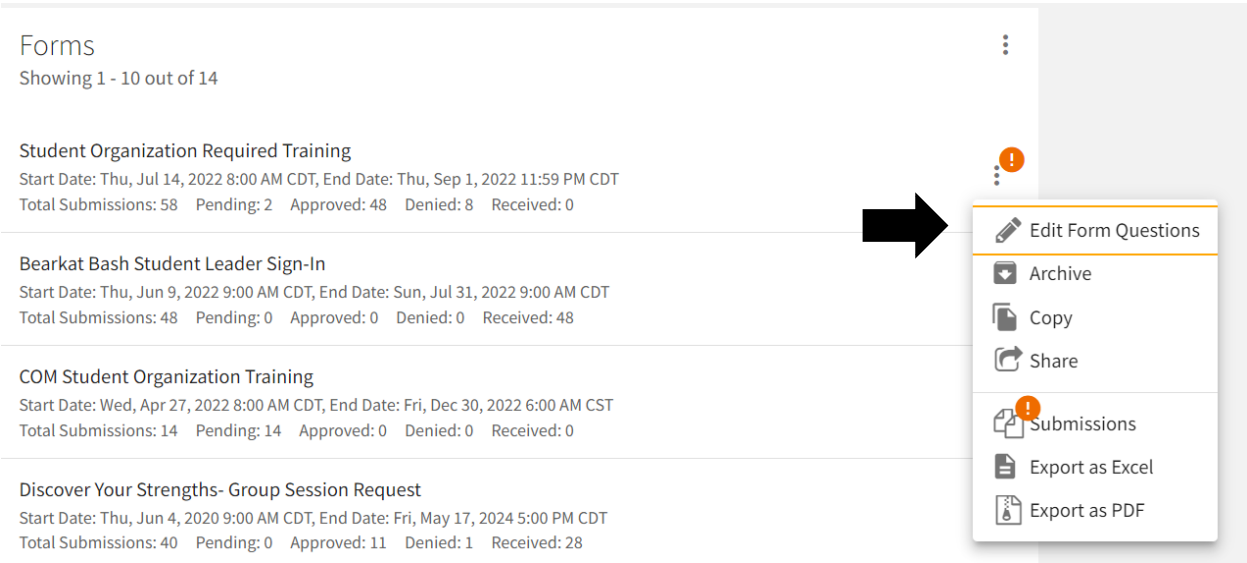 Forms
Showing 1 - 10 out of 14
Student Organization Required Training
Start Date: Thu, Jul 14, 2022 8:00 AM CDT, End Date: Thu, Sep 1, 2022 11:59 PM CDT
Total Submissions: 58 Pending: 2 Approved: 48 Denied: 8 Received: 0
Bearkat Bash Student Leader Sign-In
Start Date: Thu, Jun 9, 2022 9:00 AM CDT, End Date: Sun, Jul 31, 2022 9:00 AM CDT
Total Submissions: 48 Pending: 0 Approved: 0 Denied: 0 Received: 48
COM Student Organization Training
Start Date: Wed, Apr 27, 2022 8:00 AM CDT, End Date: Fri, Dec 30, 2022 6:00 AM CST
Total Submissions: 14 Pending: 14 Approved: 0 Denied: 0 Received: 0
Discover Your Strengths- Group Session Request
Start Date: Thu, Jun 4, 2020 9:00 AM CDT, End Date: Fri, May 17, 2024 5:00 PM CDT
Total Submissions: 40 Pending: 0 Approved: 11 Denied: 1 Received: 28
!
Edit Form Questions
Archive
Copy
Share
!
Submissions
Export as Excel
Export as PDF